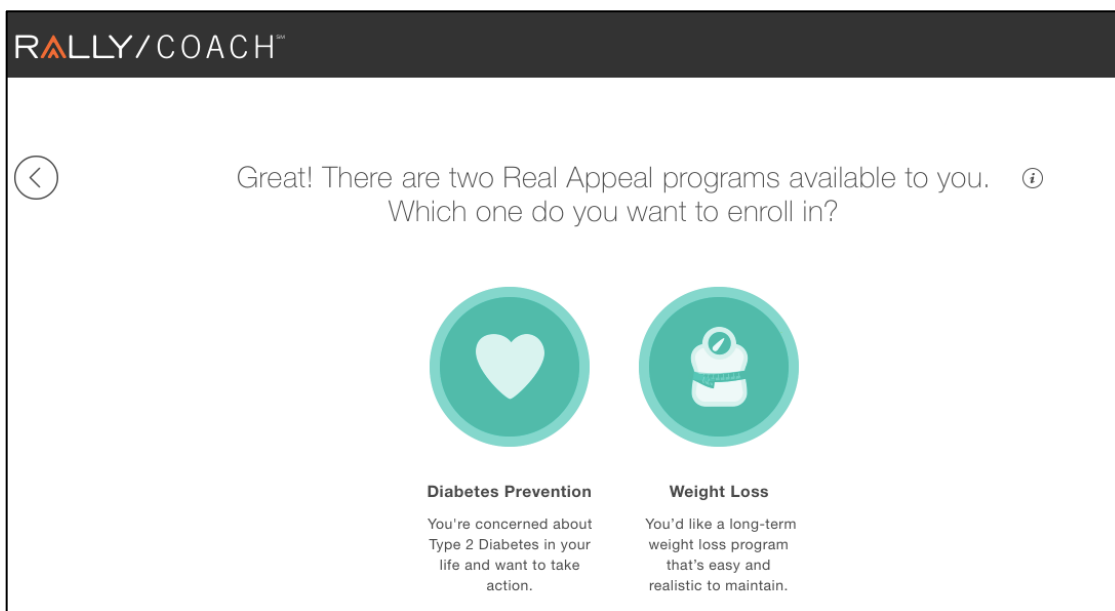 RALLY/COACH℠
Great! There are two Real Appeal programs available to you. i
Which one do you want to enroll in?
Diabetes Prevention
You're concerned about
Type 2 Diabetes in your
life and want to take
action.
Weight Loss
You’d like a long-term
weight loss program
that’s easy and
realistic to maintain.